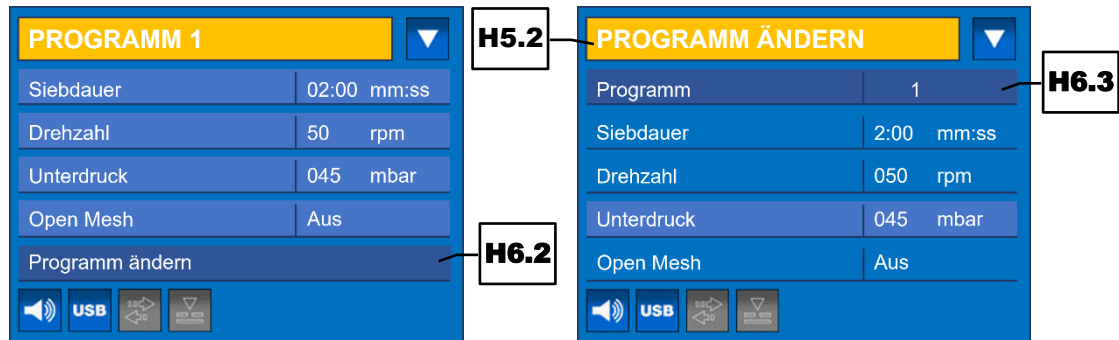 PROGRAMM 1
Siebdauer 02:00 mm:ss
Drehzahl 50 rpm
Unterdruck 045 mbar
Open Mesh Aus
Programm ändern
USB
H6.2
H5.2
PROGRAMM ÄNDERN
Programm 1
H6.3
Siebdauer 2:00 mm:ss
Drehzahl 050 rpm
Unterdruck 045 mbar
Open Mesh Aus
USB